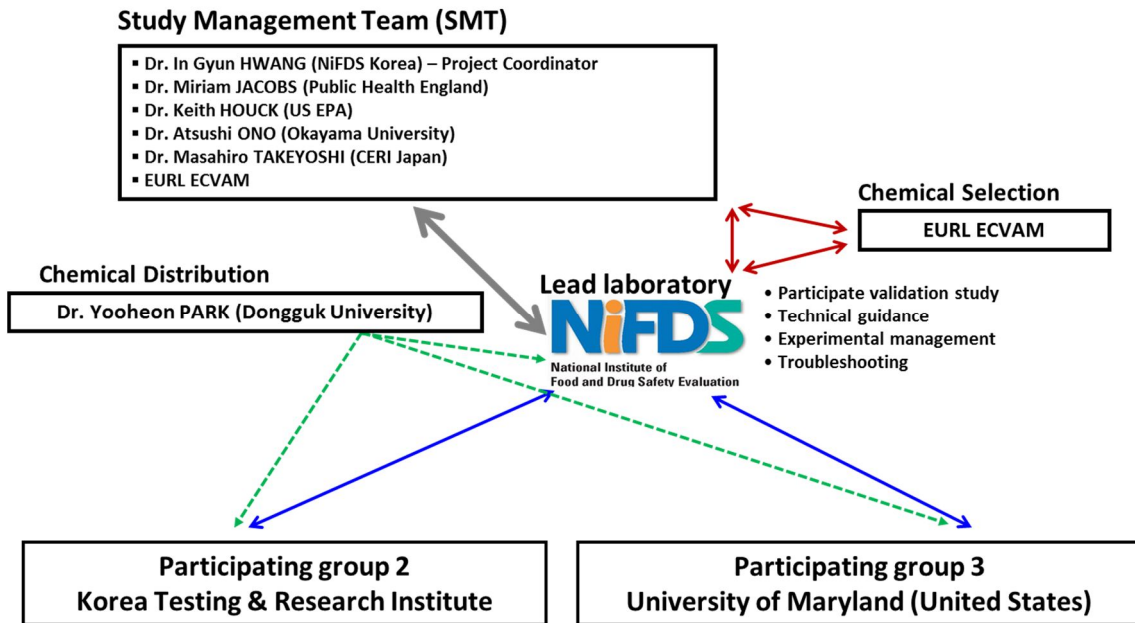 Study Management Team (SMT)
▪ Dr. In Gyun HWANG (NiFDS Korea) – Project Coordinator
▪ Dr. Miriam JACOBS (Public Health England)
▪ Dr. Keith HOUCK (US EPA)
▪ Dr. Atsushi ONO (Okayama University)
▪ Dr. Masahiro TAKEYOSHI (CERI Japan)
▪ EURL ECVAM
Chemical Selection
EURL ECVAM
Chemical Distribution
Dr. Yooheon PARK (Dongguk University)
Lead laboratory
NiFDS
National Institute of
Food and Drug Safety Evaluation
• Participate validation study
• Technical guidance
• Experimental management
• Troubleshooting
Participating group 2
Korea Testing & Research Institute
Participating group 3
University of Maryland (United States)